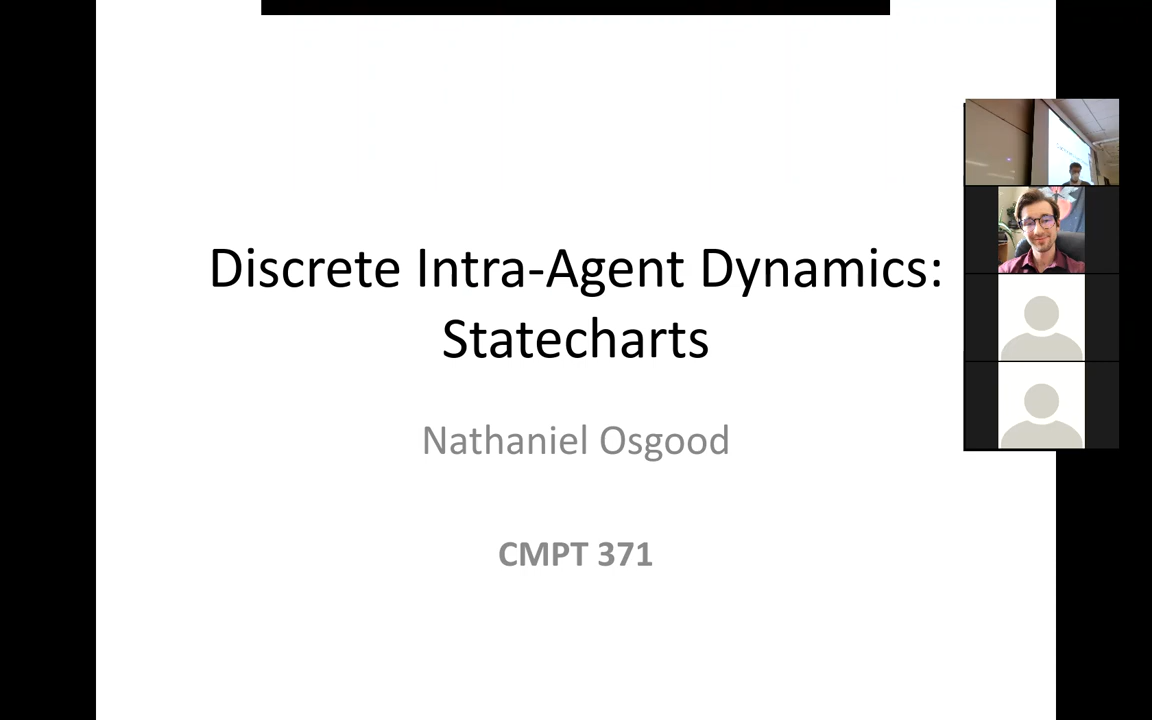 Discrete Intra-Agent Dynamics:
Statecharts
Nathaniel Osgood
CMPT 371